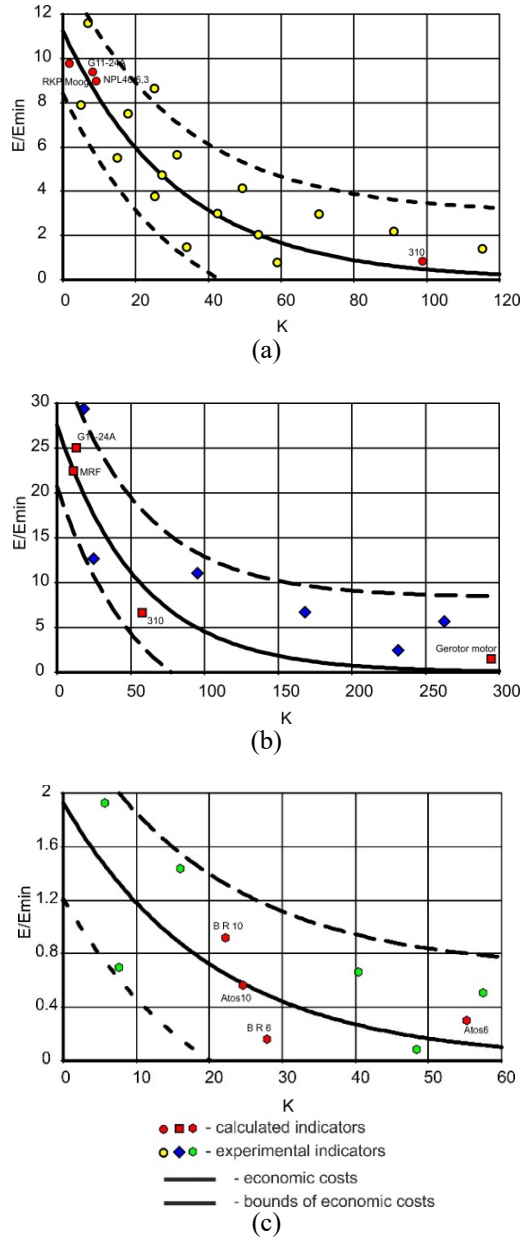 12
10
8
6
4
2
0
E/Emin
G11-24A
RKP Moog
NPL40/6,3
310
0 20 40 60 80 100 120
K
(a)
30
25
20
15
10
5
0
E/Emin
MRF
310
Gerotor motor
0 50 100 150 200 250 300
K
(b)
2
1.6
1.2
0.8
0.4
0
E/Emin
B R 10
Atos10
B R 6
Atos6
0 10 20 30 40 50 60
K
- calculated indicators
- experimental indicators
- economic costs
- bounds of economic costs
(c)